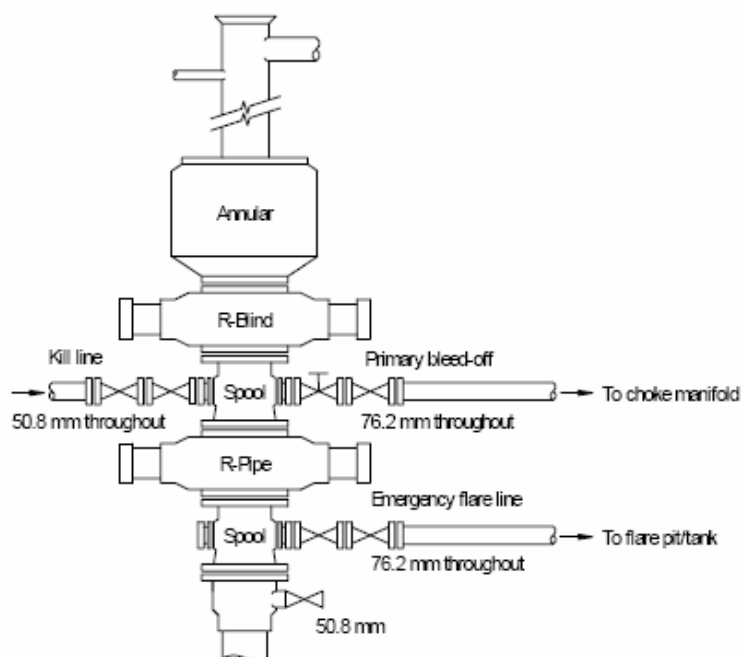 Annular
R-Blind
Kill line
Primary bleed-off
Spool
To choke manifold
50.8 mm throughout
76.2 mm throughout
R-Pipe
Emergency flare line
Spool
To flare pit/tank
76.2 mm throughout
50.8 mm